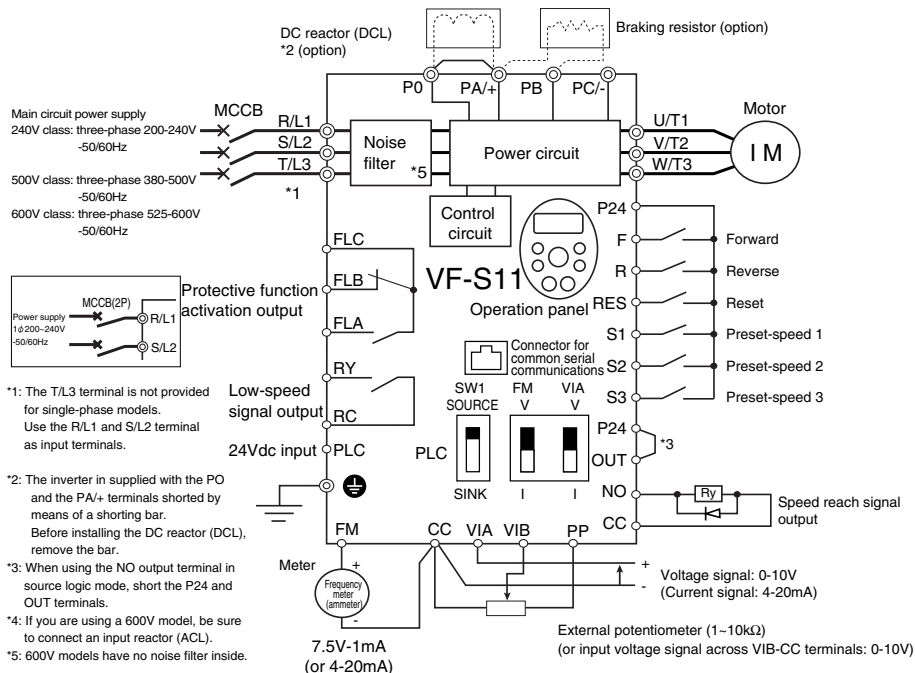 DC reactor (DCL)
*2 (option)
Braking resistor (option)
P0
PA/+
PB
PC/-
Main circuit power supply
240V class: three-phase 200-240V
-50/60Hz
500V class: three-phase 380-500V
-50/60Hz
600V class: three-phase 525-600V
-50/60Hz
MCCB
R/L1
S/L2
T/L3
*1
Noise
filter
*5
Power circuit
Control
circuit
U/T1
V/T2
W/T3
Motor
I M
MCCB(2P)
Power supply
1ϕ200~240V
-50/60Hz
R/L1
S/L2
Protective function
activation output
FLC
FLB
FLA
Low-speed
signal output
RY
RC
24Vdc input
PLC
VF-S11
Operation panel
Connector for
common serial
communications
SW1
SOURCE
PLC
SINK
FM
V
I
VIA
V
I
P24
F
Forward
R
Reverse
RES
Reset
S1
Preset-speed 1
S2
Preset-speed 2
S3
Preset-speed 3
P24
*3
OUT
NO
Ry
CC
Speed reach signal
output
FM
CC
VIA
VIB
PP
Meter
+
Frequency
meter
(ammeter)
-
7.5V-1mA
(or 4-20mA)
+
-
Voltage signal: 0-10V
(Current signal: 4-20mA)
External potentiometer (1~10kΩ)
(or input voltage signal across VIB-CC terminals: 0-10V)
*1: The T/L3 terminal is not provided
for single-phase models.
Use the R/L1 and S/L2 terminal
as input terminals.
*2: The inverter in supplied with the PO
and the PA/+ terminals shorted by
means of a shorting bar.
Before installing the DC reactor (DCL),
remove the bar.
*3: When using the NO output terminal in
source logic mode, short the P24 and
OUT terminals.
*4: If you are using a 600V model, be sure
to connect an input reactor (ACL).
*5: 600V models have no noise filter inside.